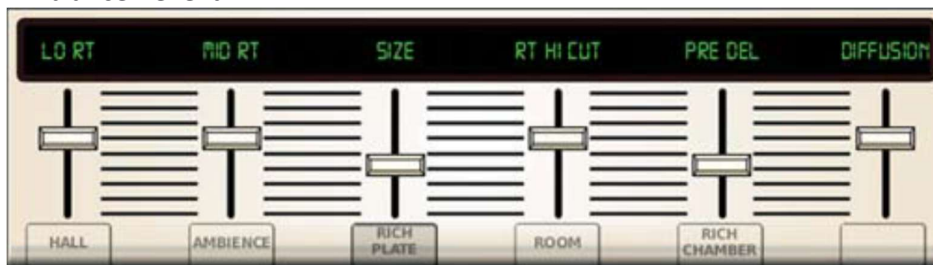 LO RT MID RT SIZE RT HI CUT PRE DEL DIFFUSION
HALL AMBIENCE RICH PLATE ROOM RICH CHAMBER